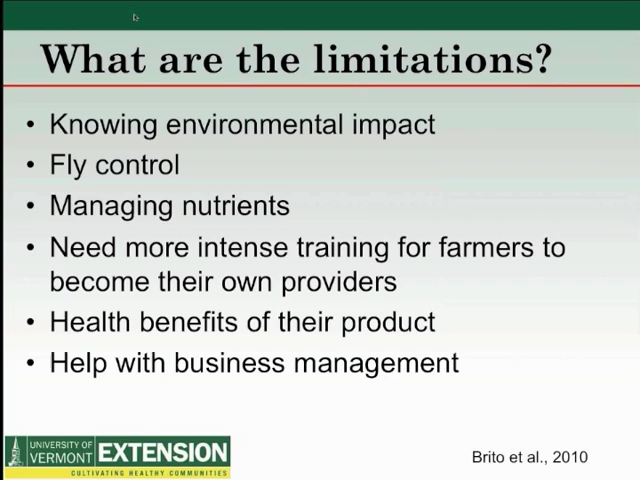 What are the limitations?
• Knowing environmental impact
• Fly control
• Managing nutrients
• Need more intense training for farmers to
become their own providers
• Health benefits of their product
• Help with business management
UNIVERSITY OF
VERMONT
EXTENSION
CULTIVATING HEALTHY COMMUNITIES
Brito et al., 2010